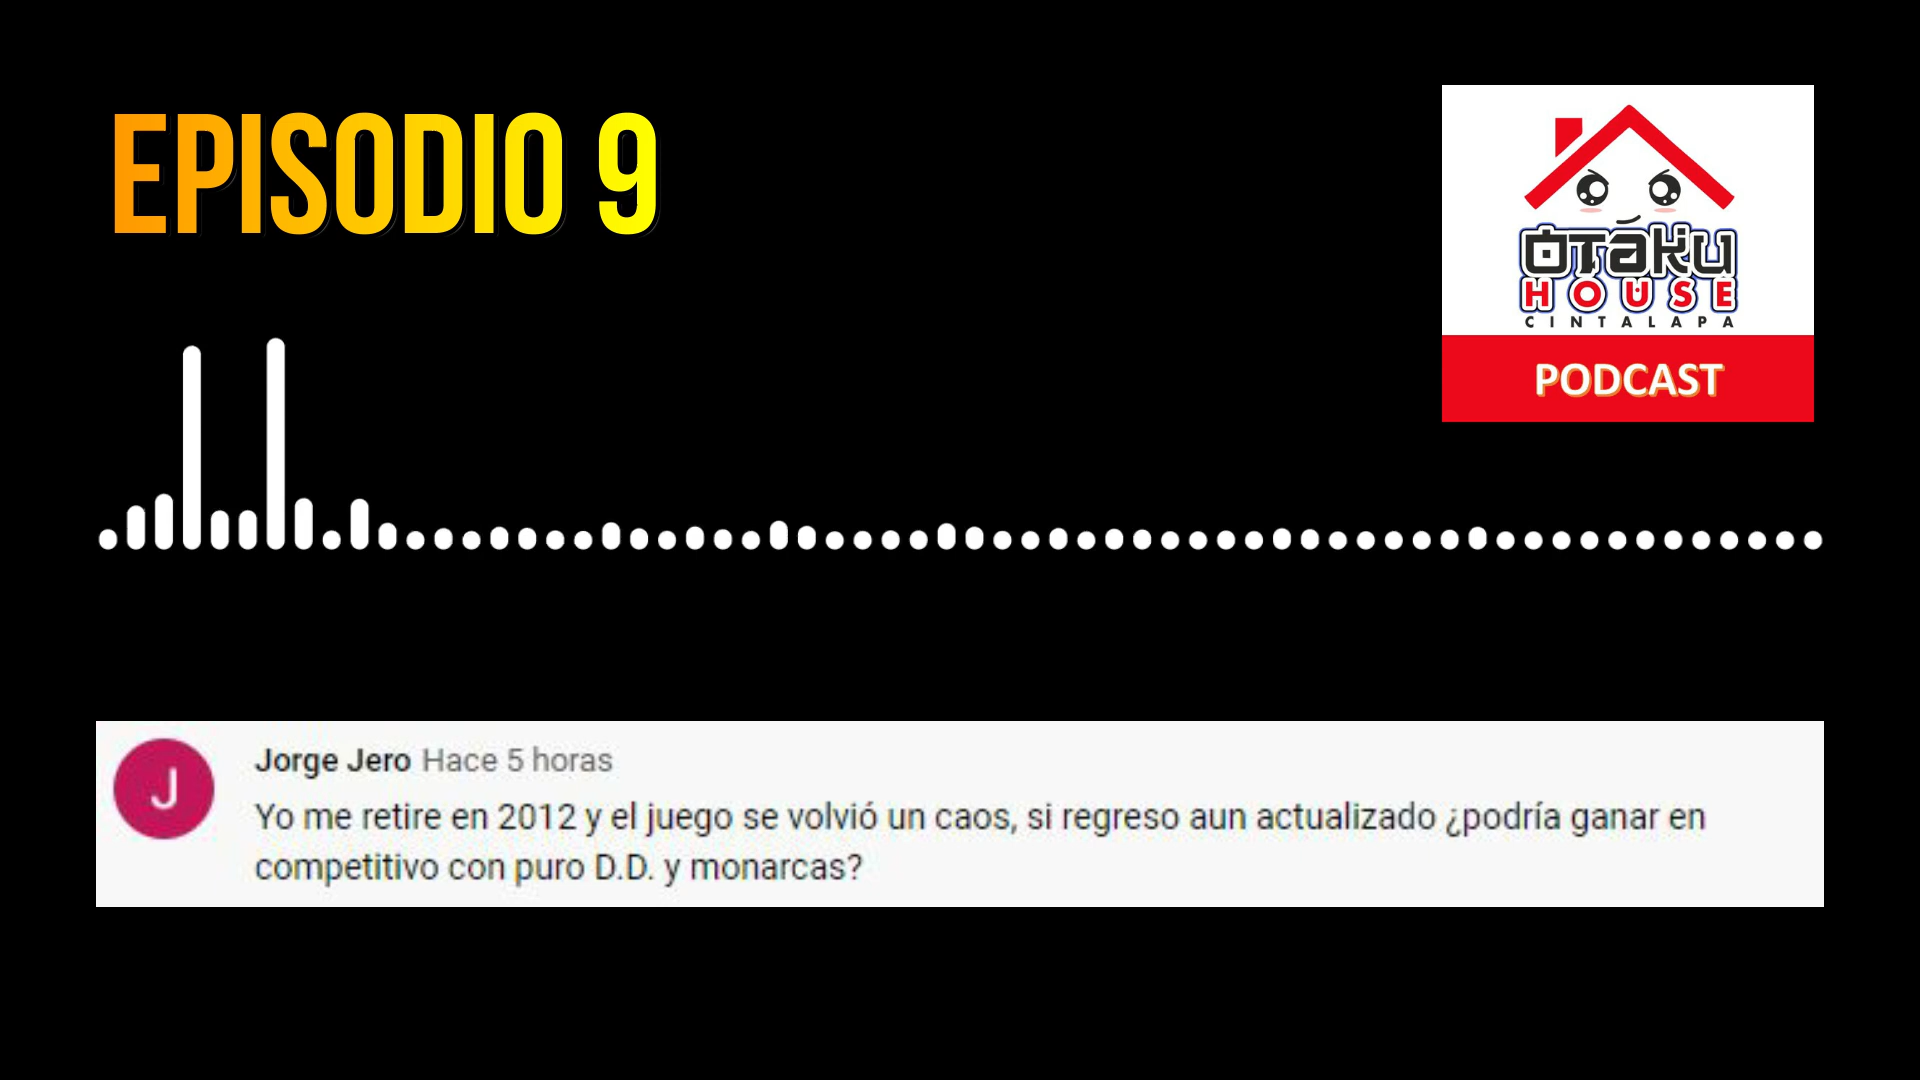 EPISODIO 9
OTAKU
HOUSE
CINTALAPA
PODCAST
J
Jorge Jero Hace 5 horas
Yo me retire en 2012 y el juego se volvió un caos, si regreso aun actualizado ¿podría ganar en
competitivo con puro D.D. y monarcas?